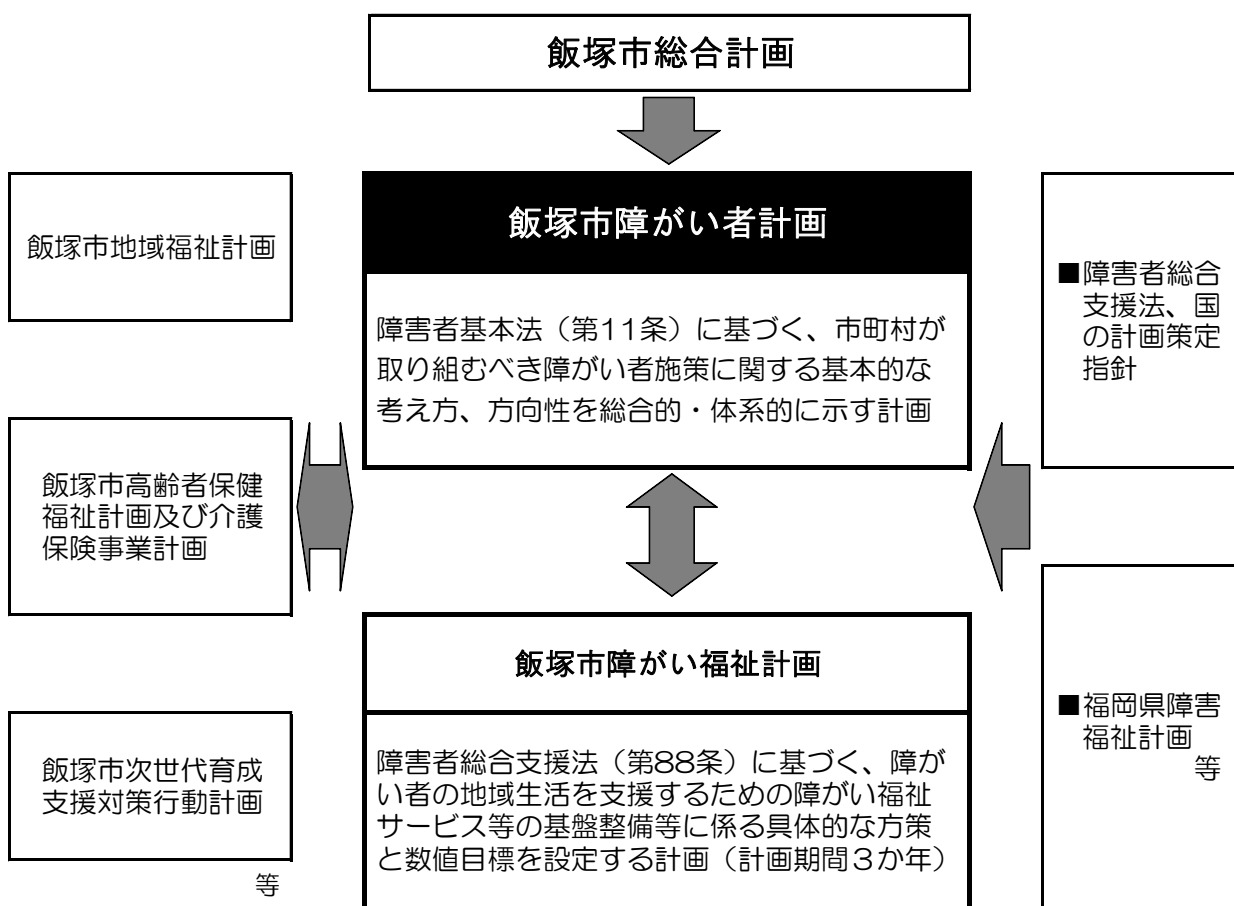 飯塚市総合計画
飯塚市地域福祉計画
飯塚市高齢者保健
福祉計画及び介護
保険事業計画
飯塚市次世代育成
支援対策行動計画
等
飯塚市障がい者計画
障害者基本法（第11条）に基づく、市町村が
取り組むべき障がい者施策に関する基本的な
考え方、方向性を総合的・体系的に示す計画
飯塚市障がい福祉計画
障害者総合支援法（第88条）に基づく、障が
い者の地域生活を支援するための障がい福祉
サービス等の基盤整備等に係る具体的な方策
と数値目標を設定する計画（計画期間３か年）
■障害者総合
支援法、国
の計画策定
指針
■福岡県障害
福祉計画
等